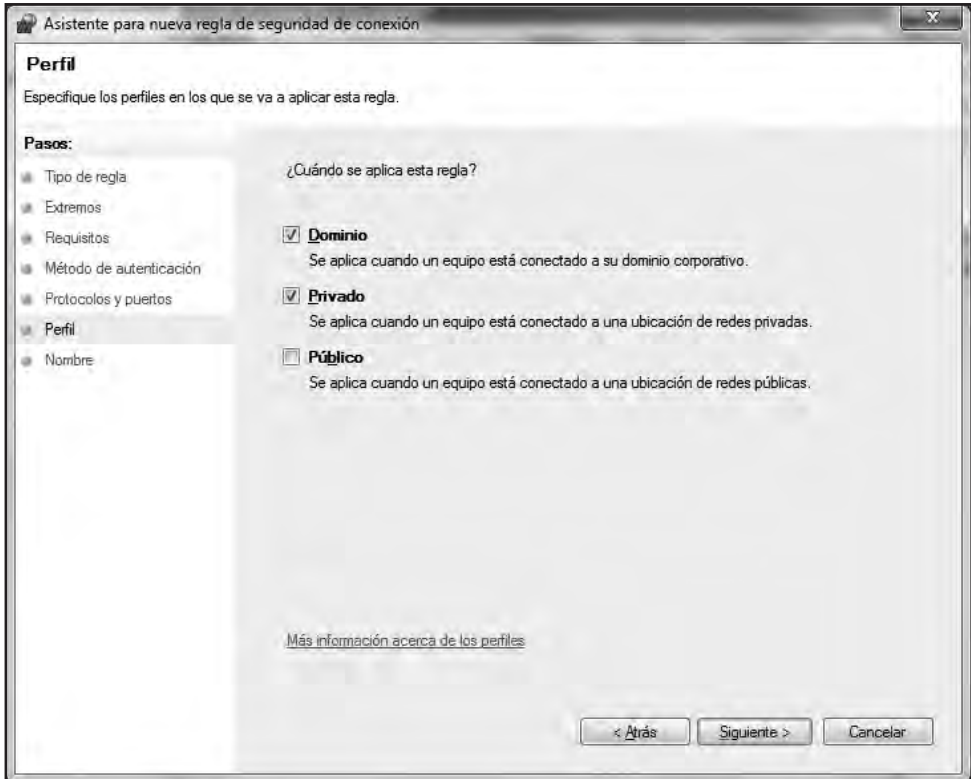 Asistente para nueva regla de seguridad de conexión
x
Perfil
Especifique los perfiles en los que se va a aplicar esta regla.
Pasos:
Tipo de regla
Extremos
Requisitos
Método de autenticación
Protocolos y puertos
Perfil
Nombre
¿Cuándo se aplica esta regla?
Dominio
Se aplica cuando un equipo está conectado a su dominio corporativo.
Privado
Se aplica cuando un equipo está conectado a una ubicación de redes privadas.
Público
Se aplica cuando un equipo está conectado a una ubicación de redes públicas.
Más información acerca de los perfiles
< Atrás
Siguiente >
Cancelar